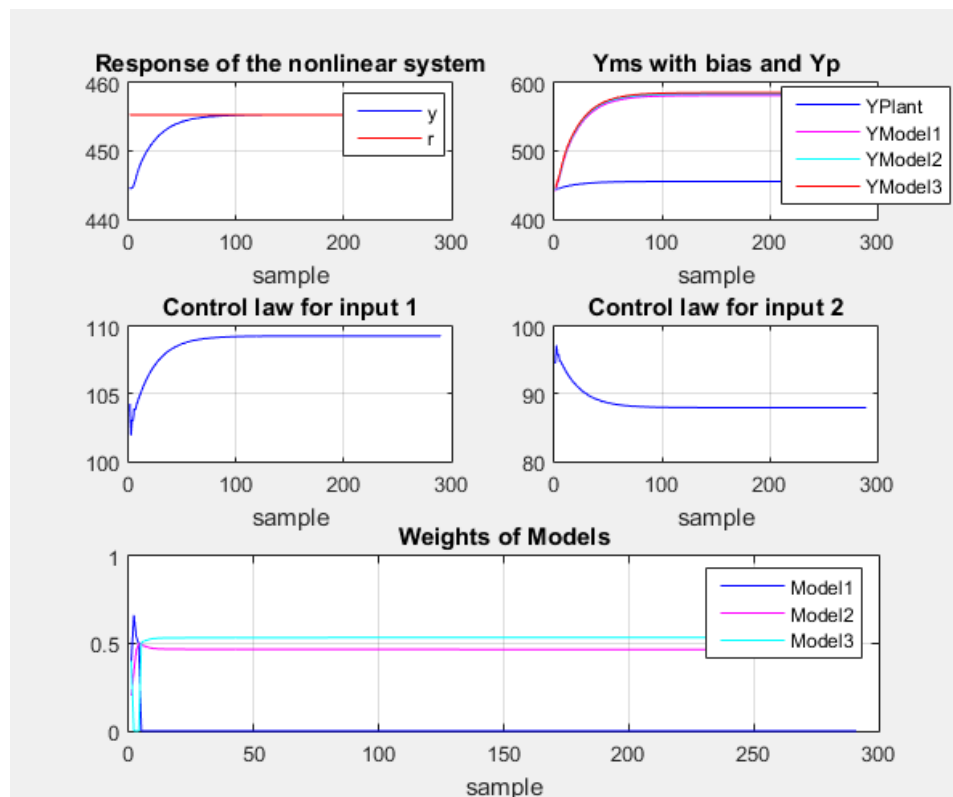 Response of the nonlinear system
460
450
440
0 100 200 300
sample
y
r
Yms with bias and Yp
600
500
400
0 100 200 300
sample
YPlant
YModel1
YModel2
YModel3
Control law for input 1
110
105
100
0 100 200 300
sample
Control law for input 2
100
90
80
0 100 200 300
sample
Weights of Models
1
0.5
0
0 50 100 150 200 250 300
sample
Model1
Model2
Model3